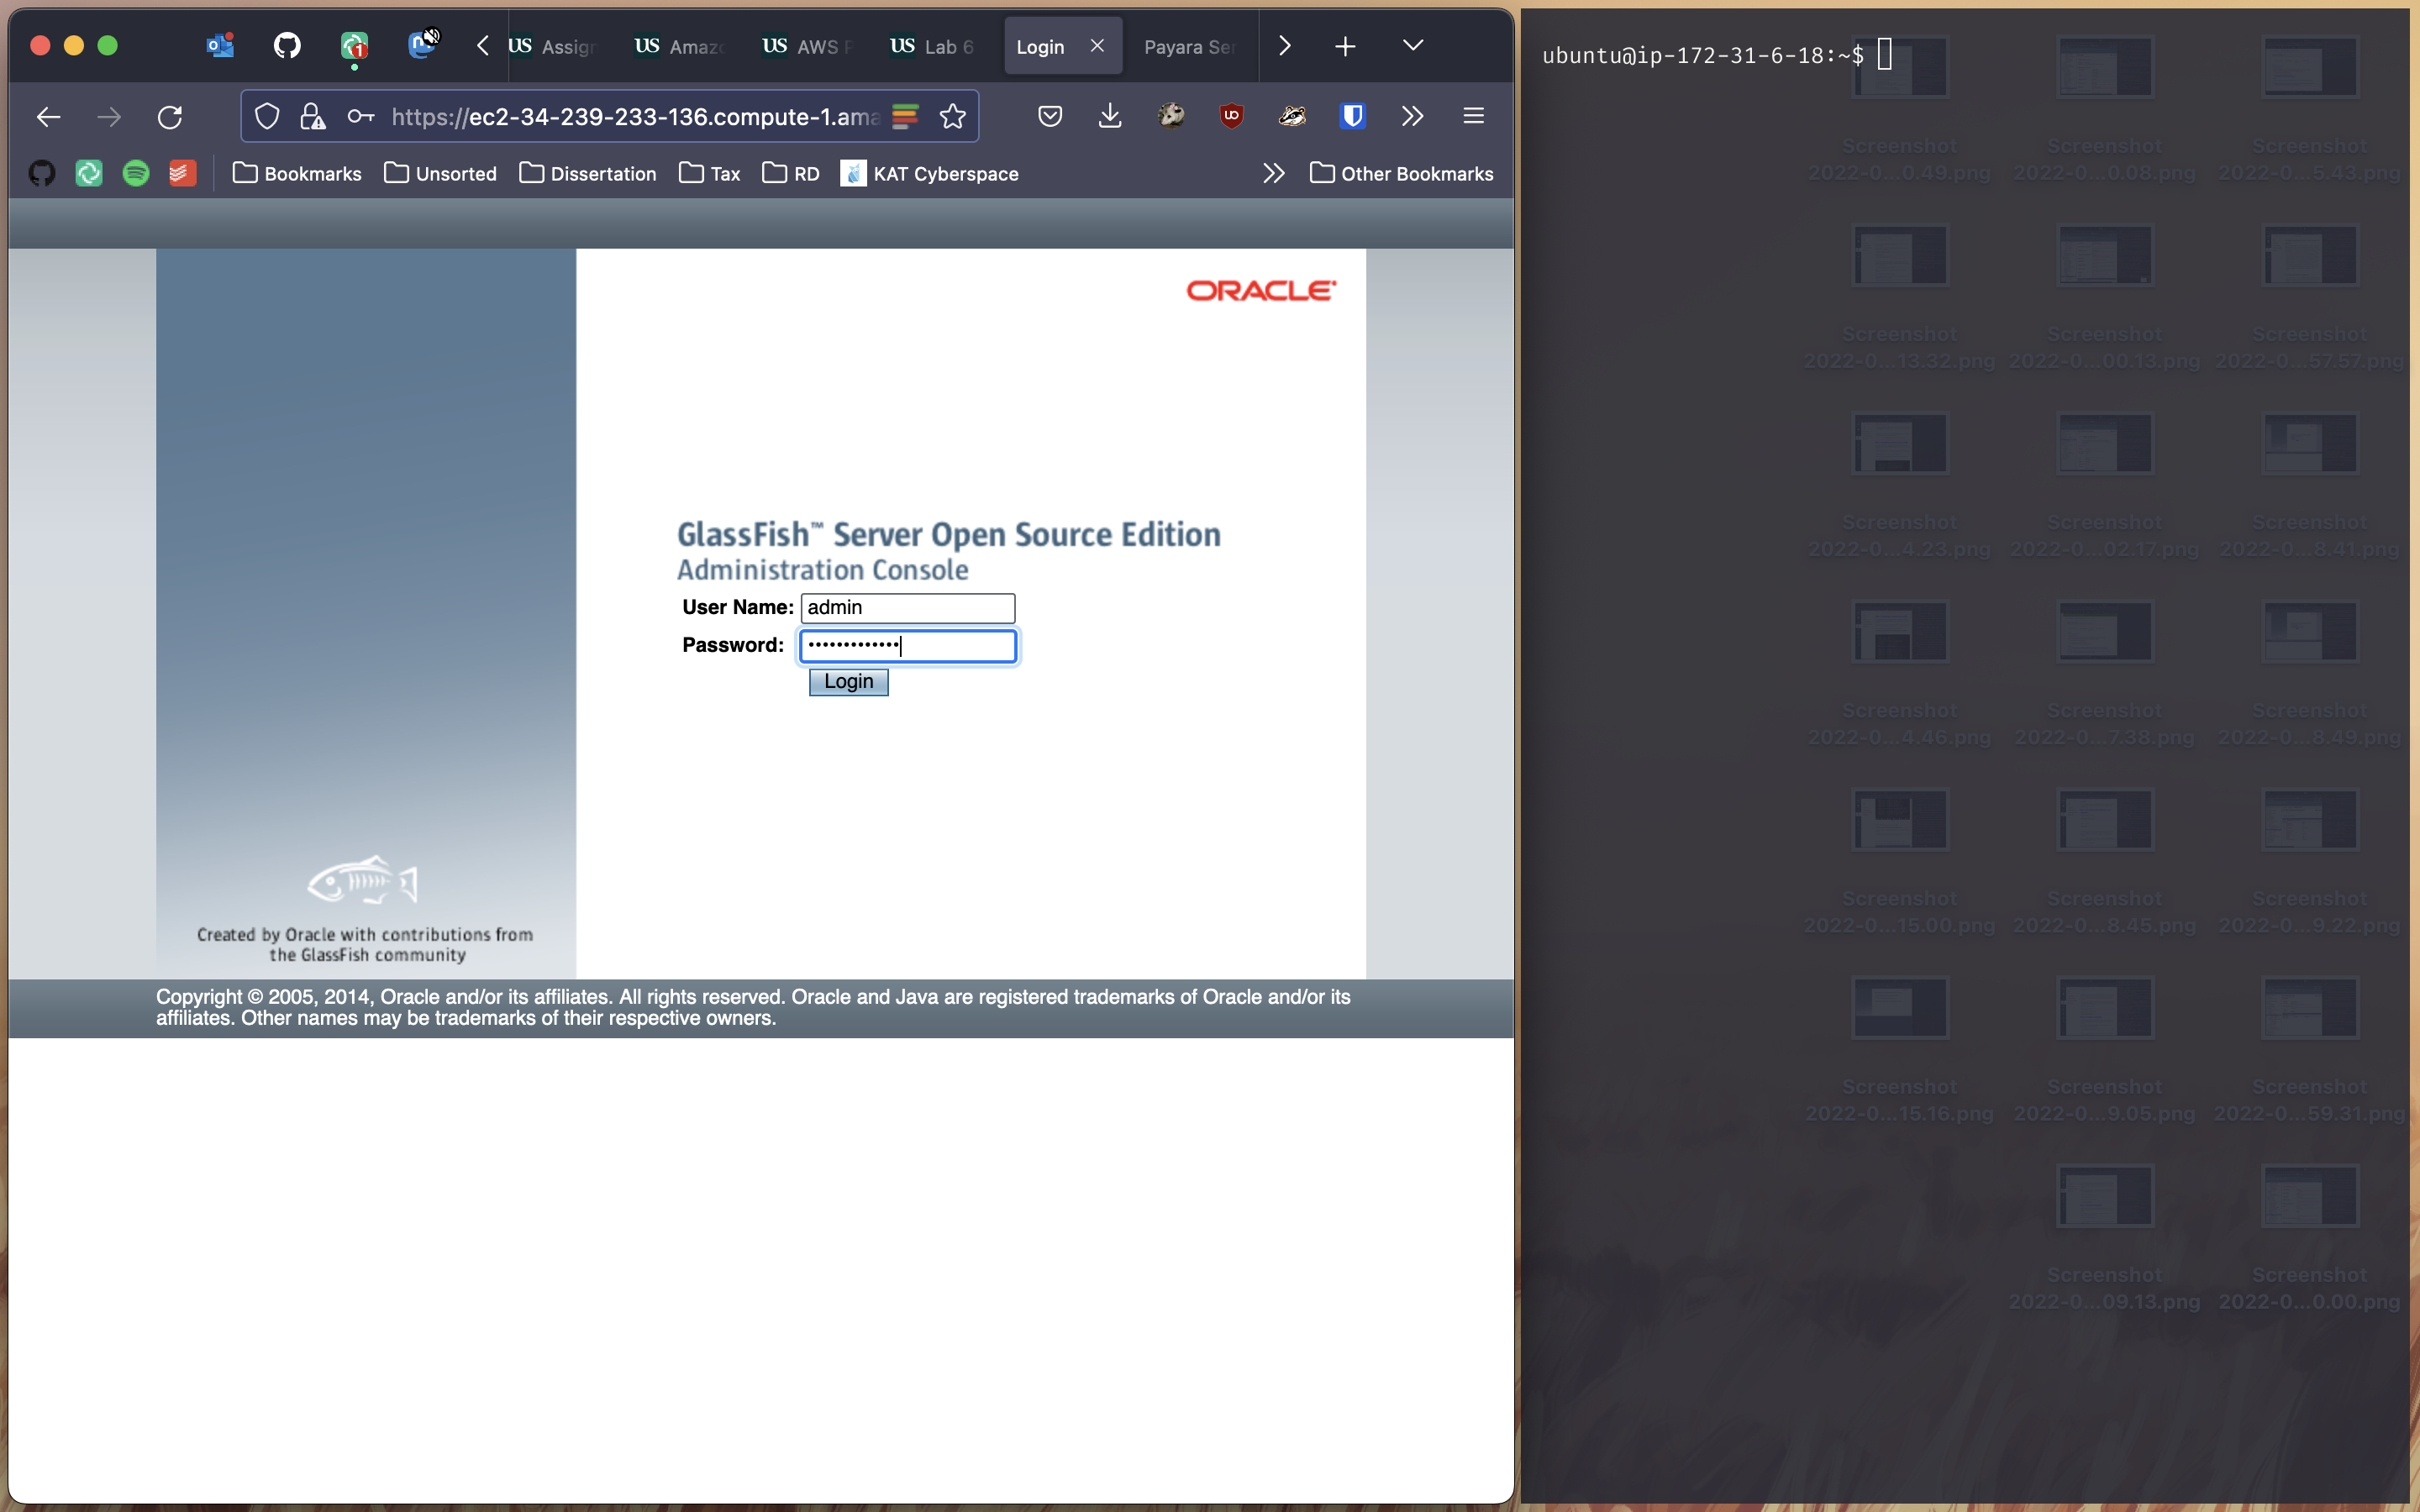 US Assign
US Amazo
US AWS P
US Lab 6
Login
Payara Ser
https://ec2-34-239-233-136.compute-1.ama
Bookmarks
Unsorted
Dissertation
Tax
RD
KAT Cyberspace
Other Bookmarks
ORACLE
GlassFish™ Server Open Source Edition
Administration Console
User Name: admin
Password: •••••••••••••
Login
Created by Oracle with contributions from
the GlassFish community
Copyright © 2005, 2014, Oracle and/or its affiliates. All rights reserved. Oracle and Java are registered trademarks of Oracle and/or its
affiliates. Other names may be trademarks of their respective owners.
ubuntu@ip-172-31-6-18:~$
Screenshot Screenshot Screenshot
2022-0...0.49.png 2022-0...0.08.png 2022-0...5.43.png
Screenshot Screenshot Screenshot
2022-0...13.32.png 2022-0...00.13.png 2022-0...57.57.png
Screenshot Screenshot Screenshot
2022-0...4.23.png 2022-0...02.17.png 2022-0...8.41.png
Screenshot Screenshot Screenshot
2022-0...4.46.png 2022-0...7.38.png 2022-0...8.49.png
Screenshot Screenshot Screenshot
2022-0...15.00.png 2022-0...8.45.png 2022-0...9.22.png
Screenshot Screenshot Screenshot
2022-0...15.16.png 2022-0...9.05.png 2022-0...59.31.png
Screenshot Screenshot
2022-0...09.13.png 2022-0...0.00.png